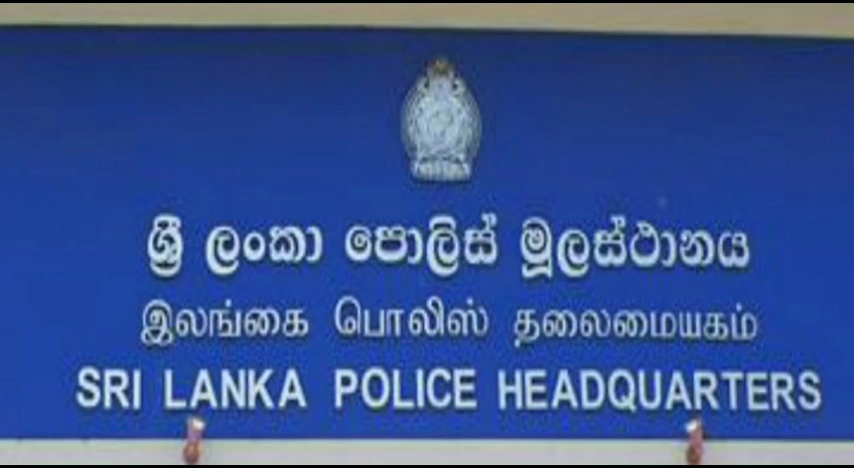 ශ්‍රී ලංකා පොලිස් මූලස්ථානය
இலங்கை பொலிஸ் தலைமையகம்
SRI LANKA POLICE HEADQUARTERS